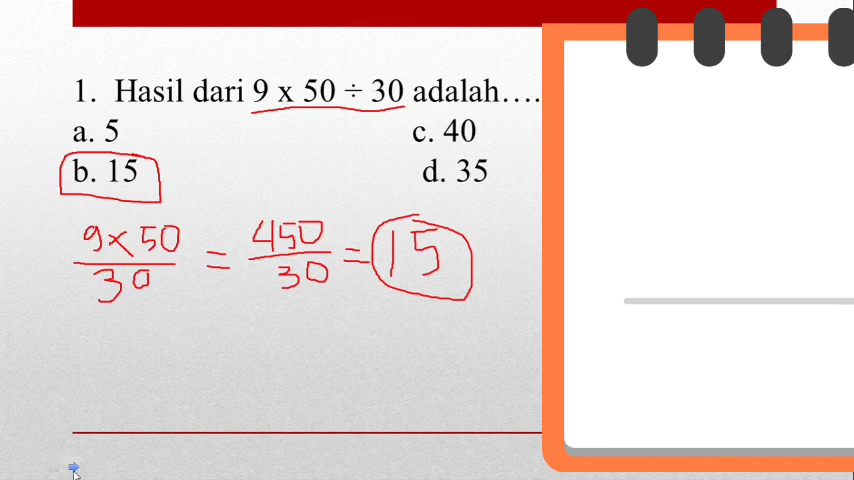 1. Hasil dari 9 x 50 ÷ 30 adalah….
a. 5 c. 40
b. 15 d. 35
9x50/30 = 450/30 = 15